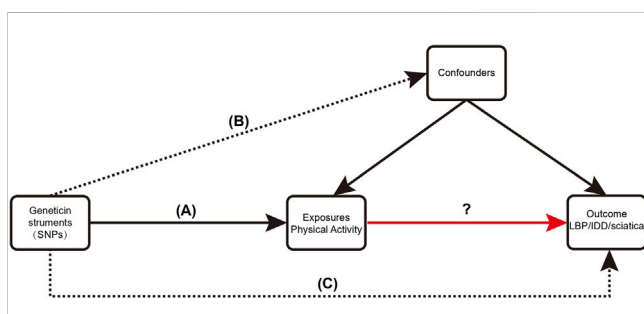 Confounders
(B)
Geneticin
struments
（SNPs）
(A)
Exposures
Physical Activity
?
Outcome
LBP/IDD/sciatica
(C)